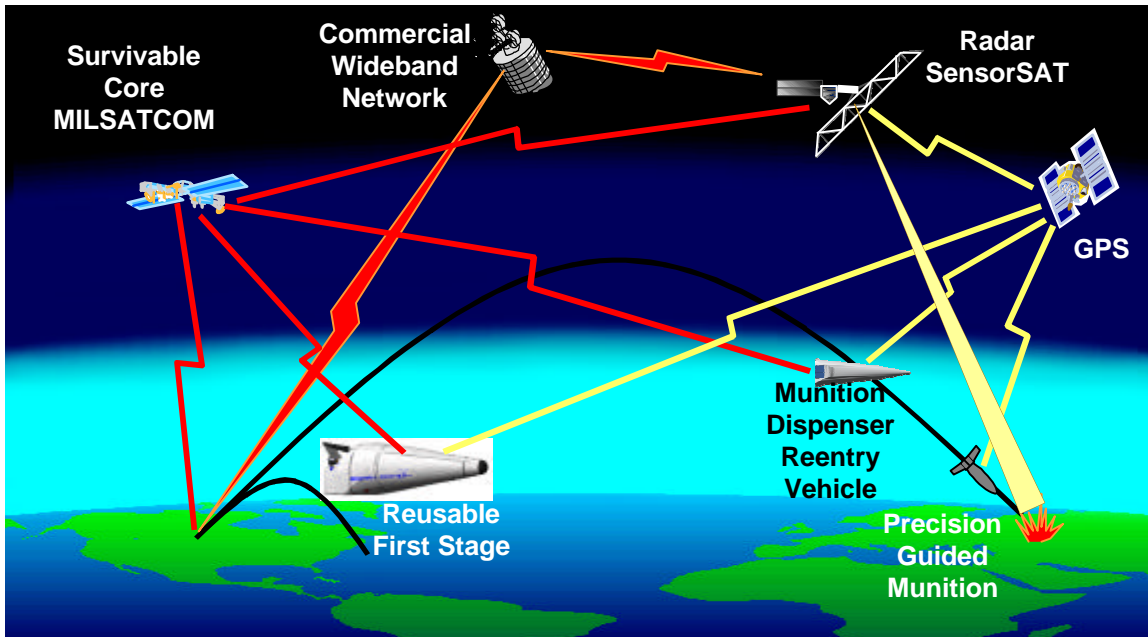 Survivable
Core
MILSATCOM
Commercial
Wideband
Network
Radar
SensorSAT
GPS
Munition
Dispenser
Reentry
Vehicle
Reusable
First Stage
Precision
Guided
Munition